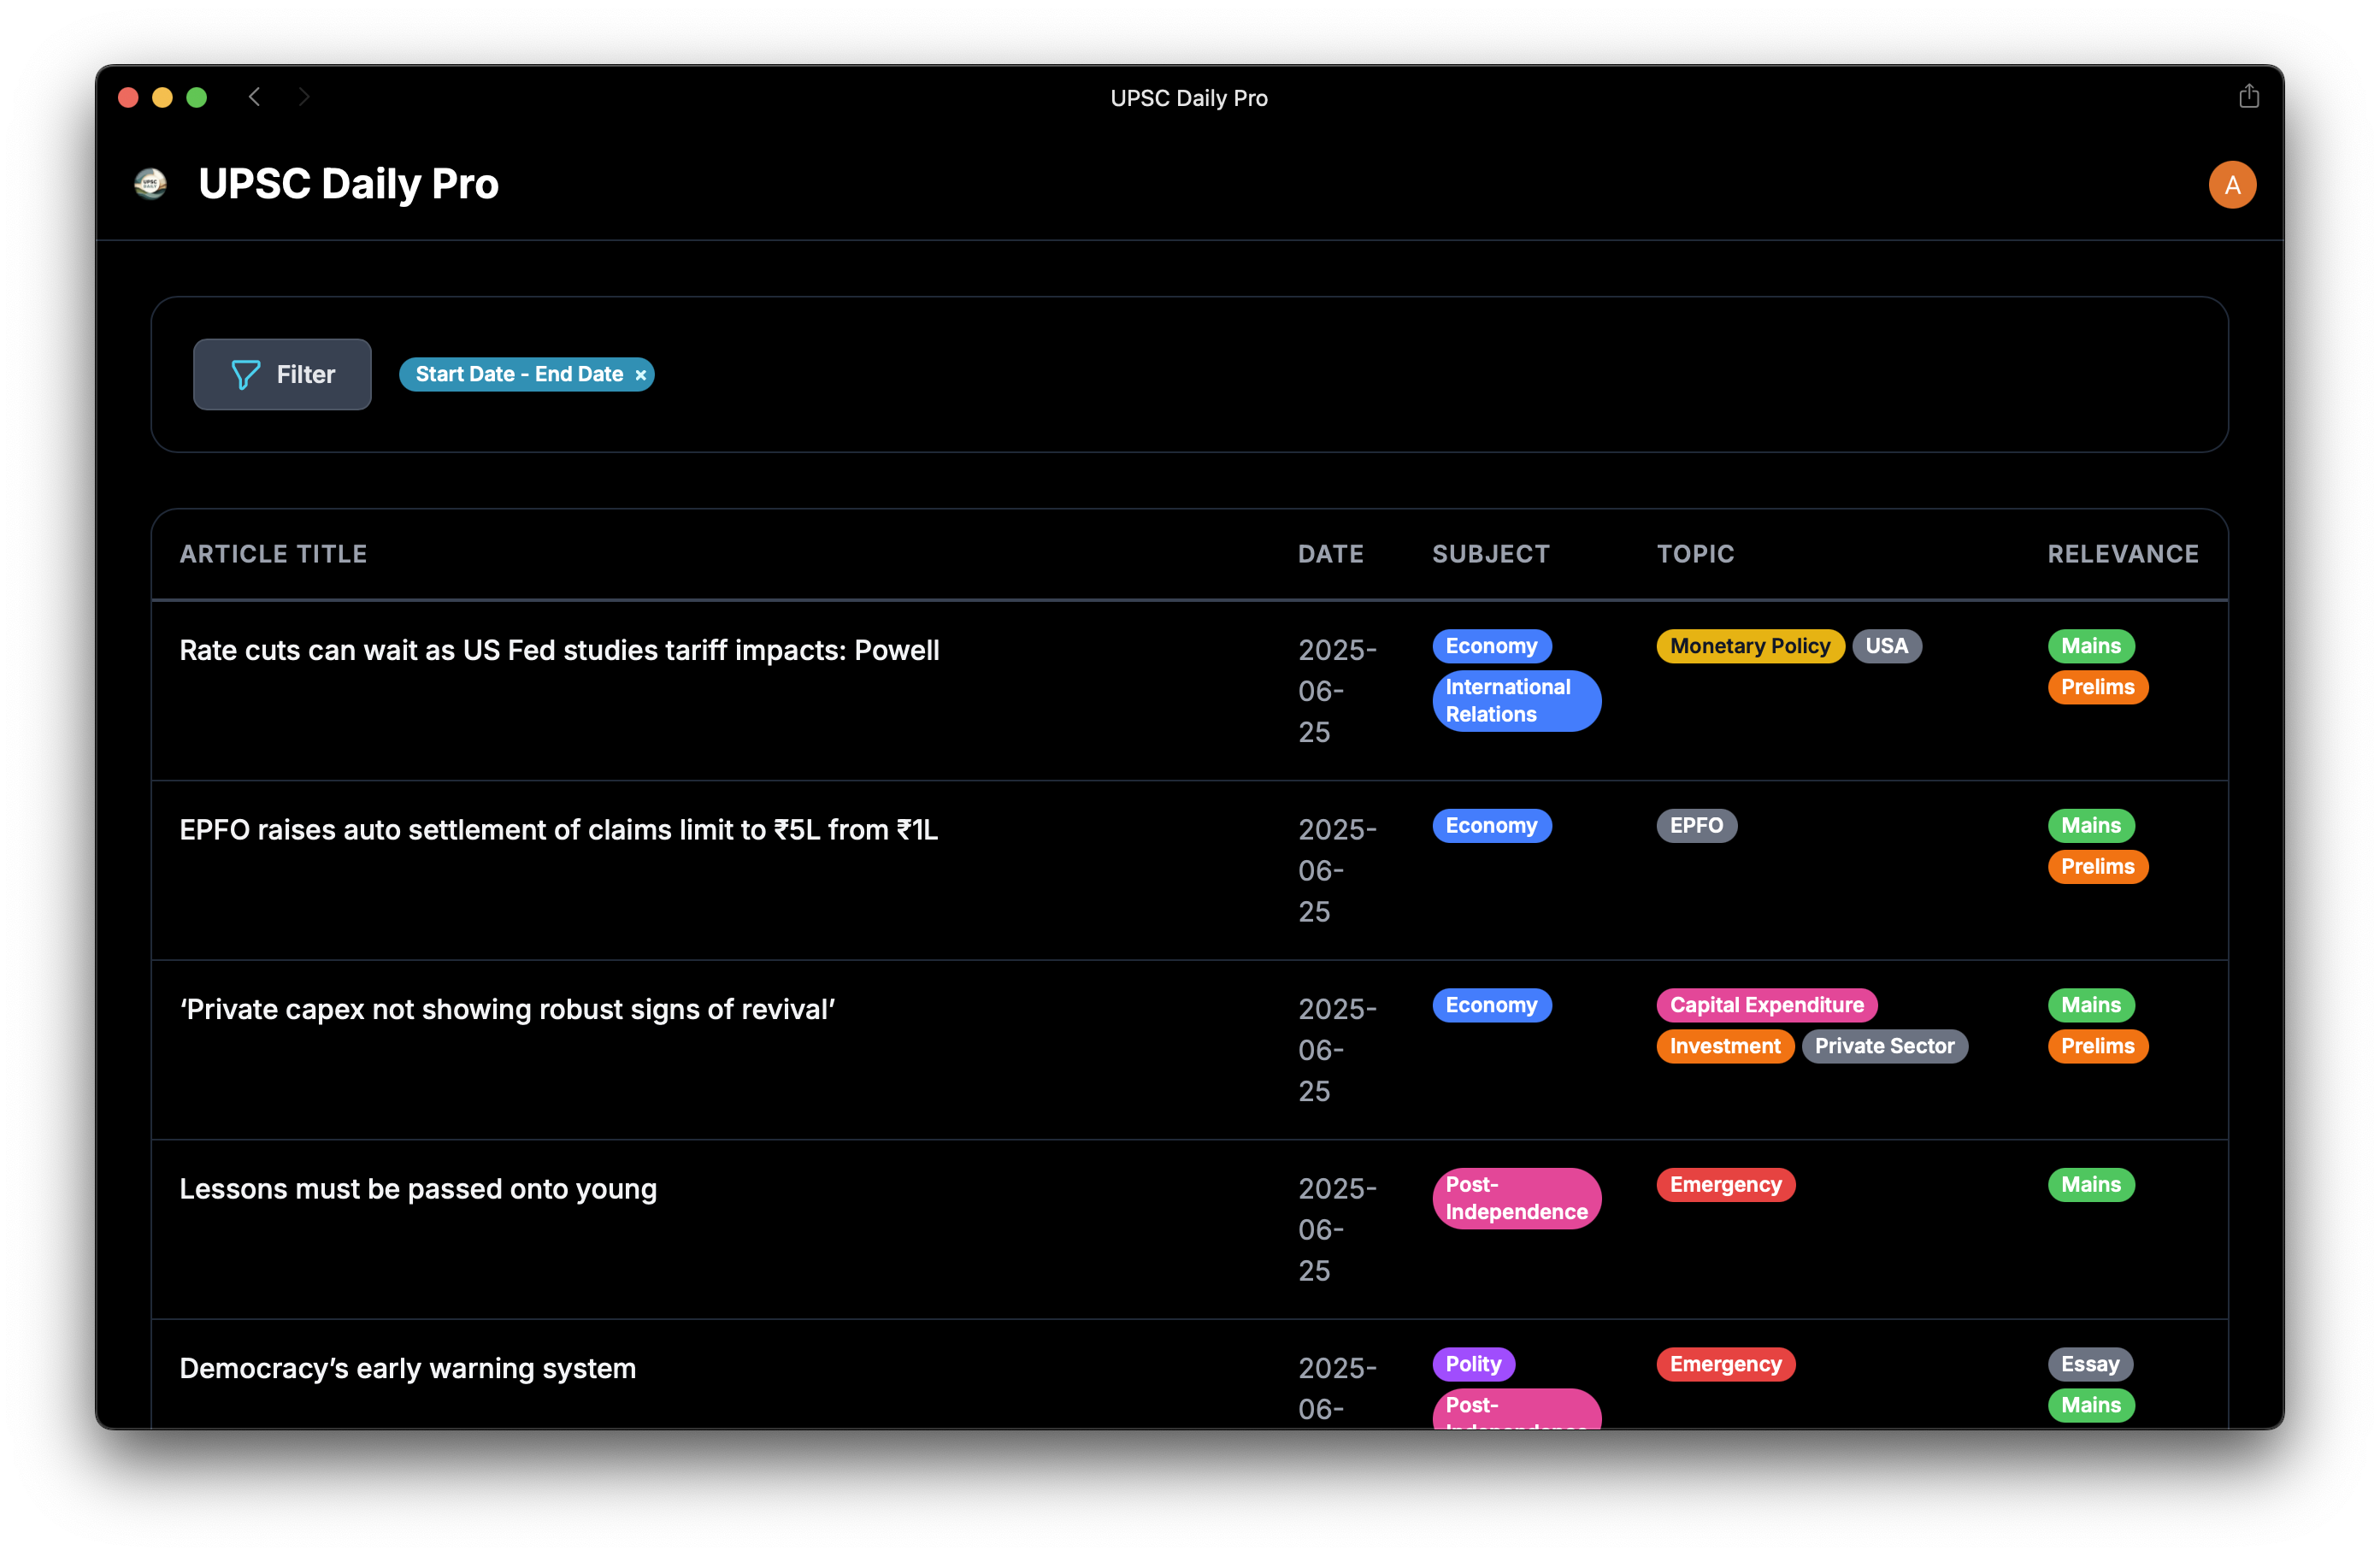 UPSC Daily Pro
UPSC Daily Pro
A
Filter
Start Date - End Date ×
ARTICLE TITLE DATE SUBJECT TOPIC RELEVANCE
Rate cuts can wait as US Fed studies tariff impacts: Powell
2025-
06-
25
Economy
International
Relations
Monetary Policy USA
Mains
Prelims
EPFO raises auto settlement of claims limit to ₹5L from ₹1L
2025-
06-
25
Economy
EPFO
Mains
Prelims
‘Private capex not showing robust signs of revival’
2025-
06-
25
Economy
Capital Expenditure
Investment Private Sector
Mains
Prelims
Lessons must be passed onto young
2025-
06-
25
Post-
Independence
Emergency
Mains
Democracy’s early warning system
2025-
06-
Polity
Post-
Emergency
Essay
Mains